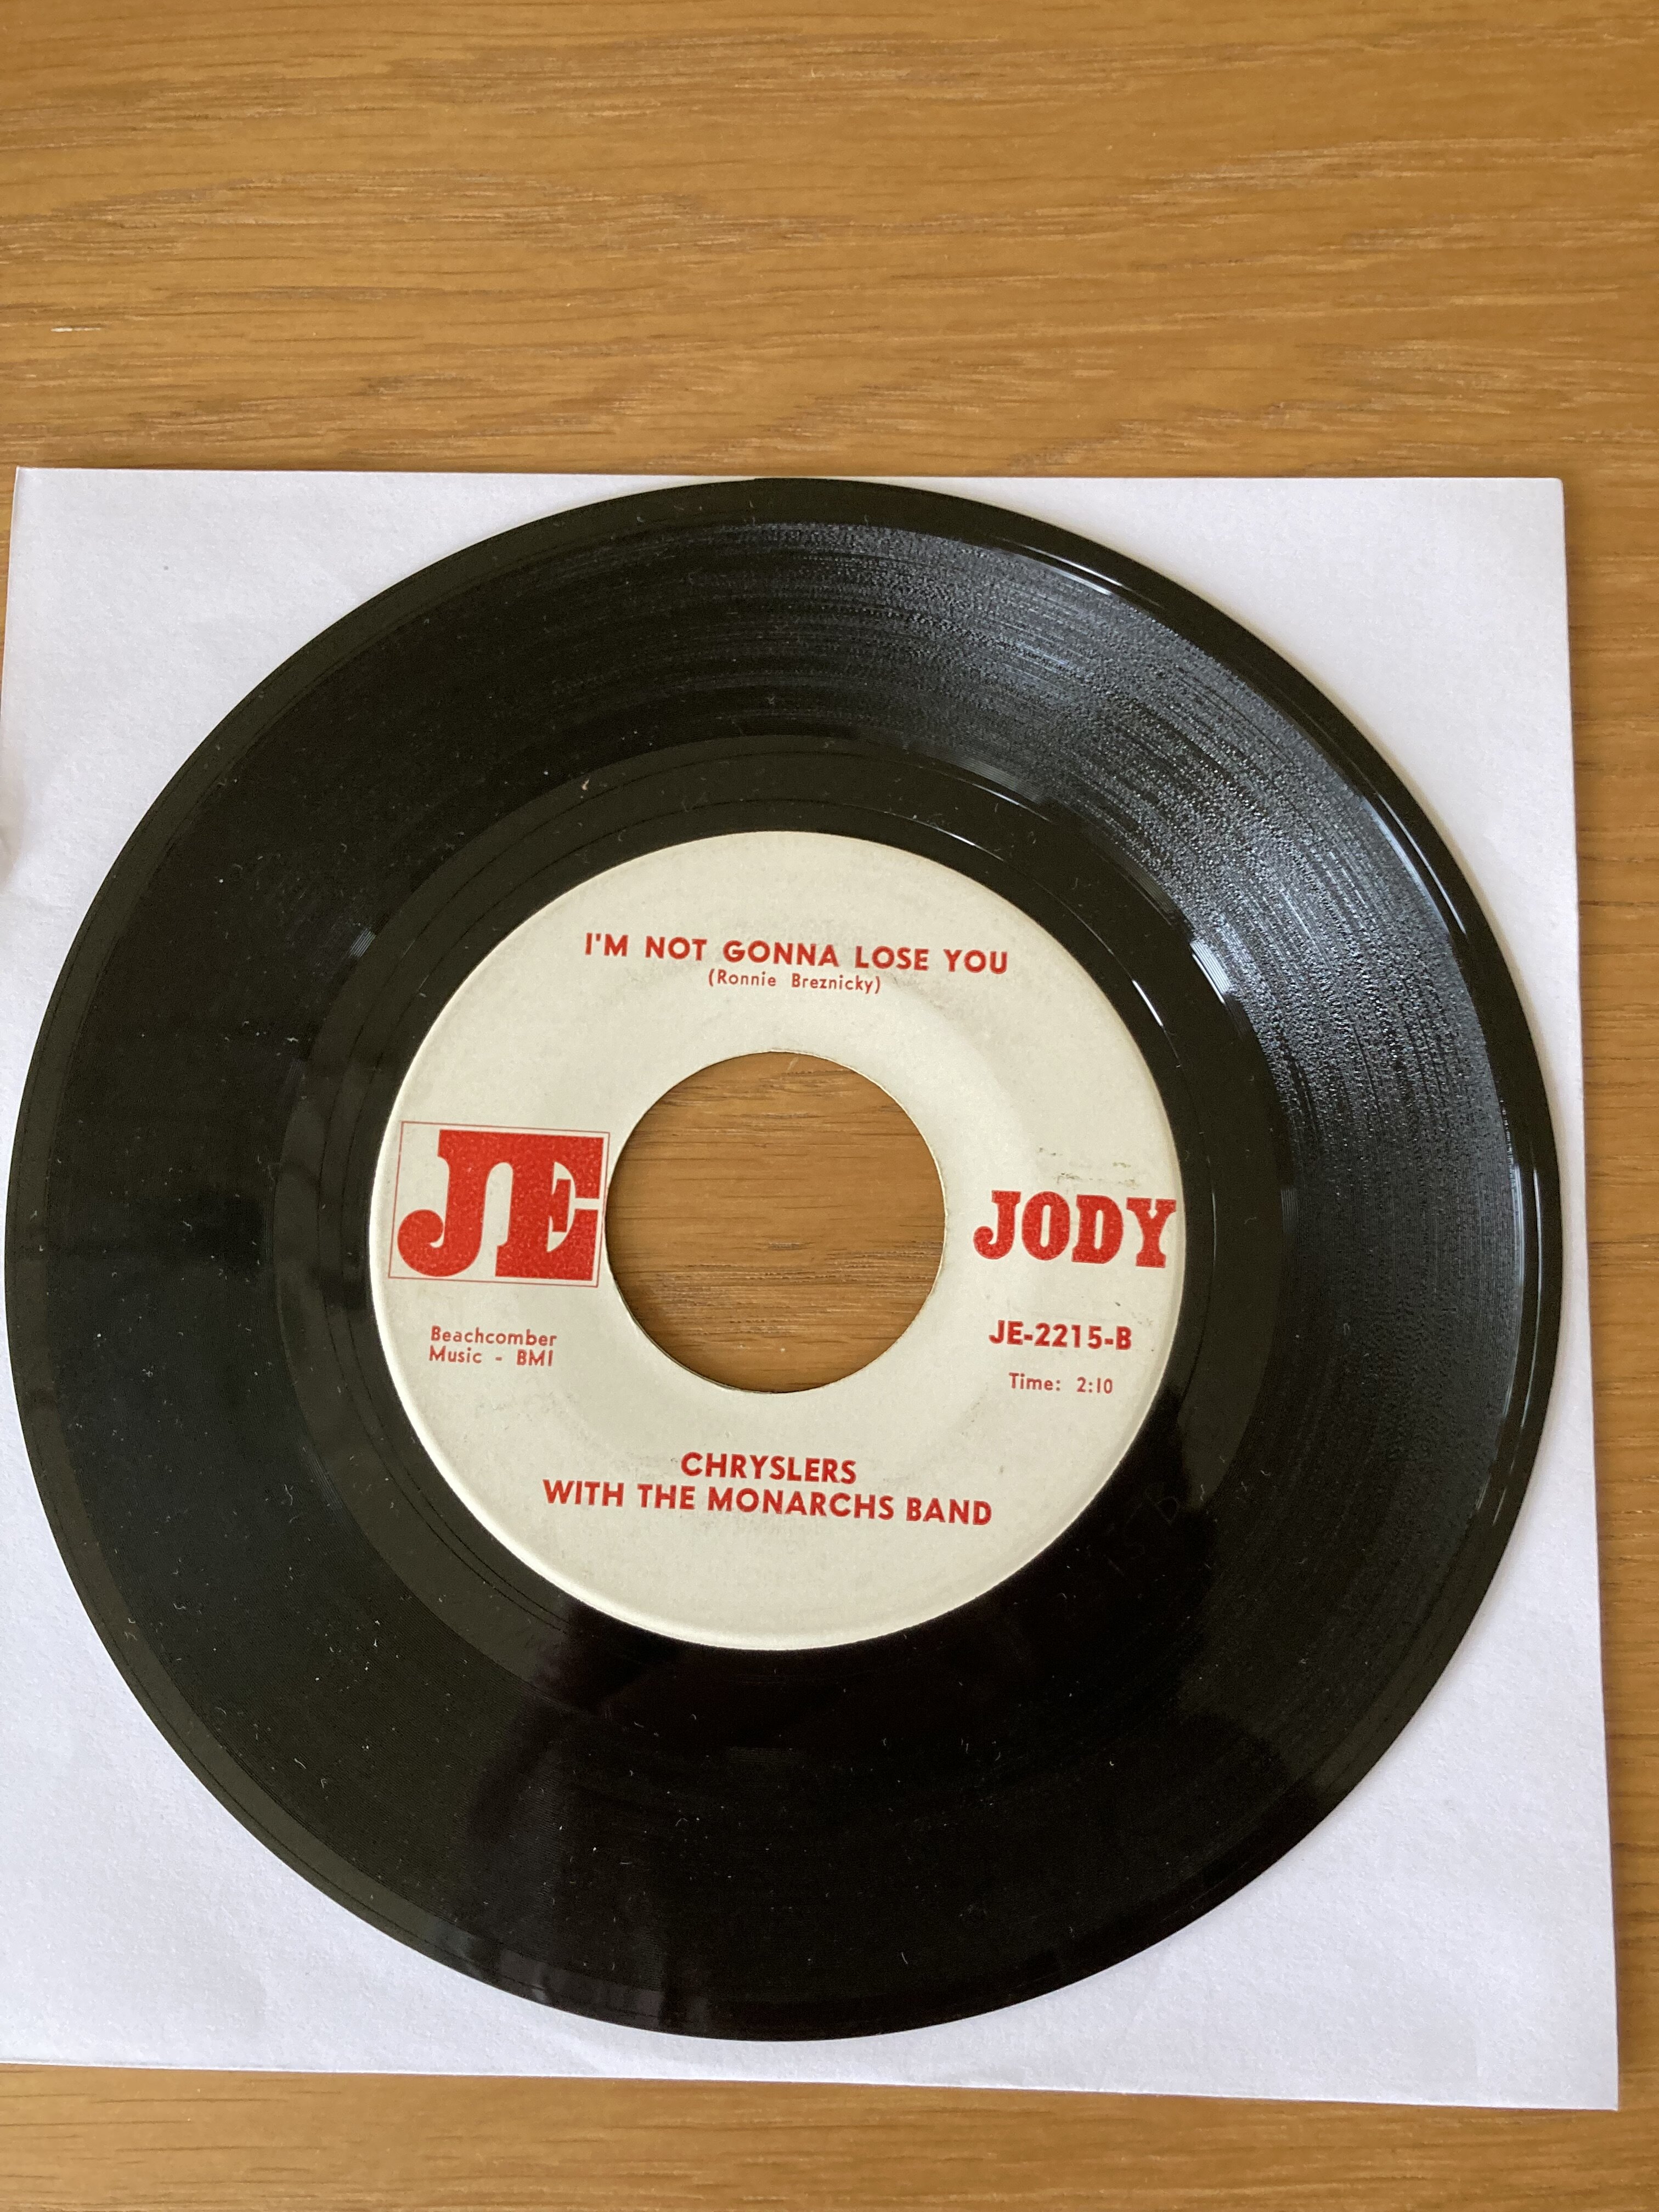 I'M NOT GONNA LOSE YOU
(Ronnie Breznicky)
JE
JODY
Beachcomber
Music - BMI
JE-2215-B
Time: 2:10
CHRYSLERS
WITH THE MONARCHS BAND